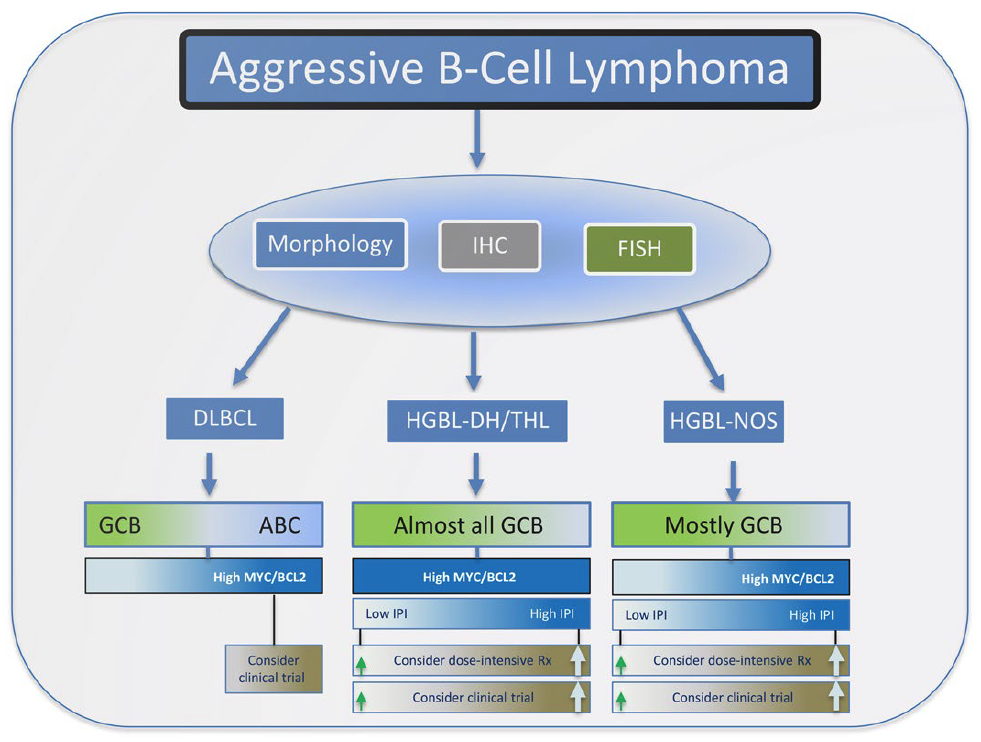 Aggressive B-Cell Lymphoma
Morphology
IHC
FISH
DLBCL
HGBL-DH/THL
HGBL-NOS
GCB ABC
Almost all GCB
Mostly GCB
High MYC/BCL2
High MYC/BCL2
High MYC/BCL2
Low IPI High IPI
Low IPI High IPI
Consider
clinical trial
Consider dose-intensive Rx
Consider dose-intensive Rx
Consider clinical trial
Consider clinical trial